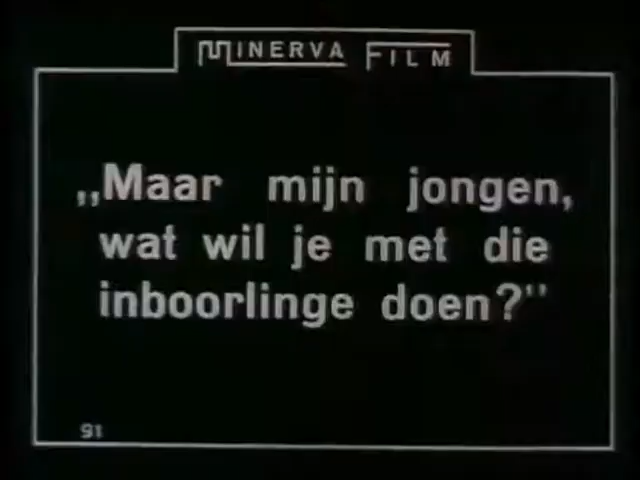 MINERVA FILM
„Maar mijn jongen,
wat wil je met die
inboorlinge doen?"
91